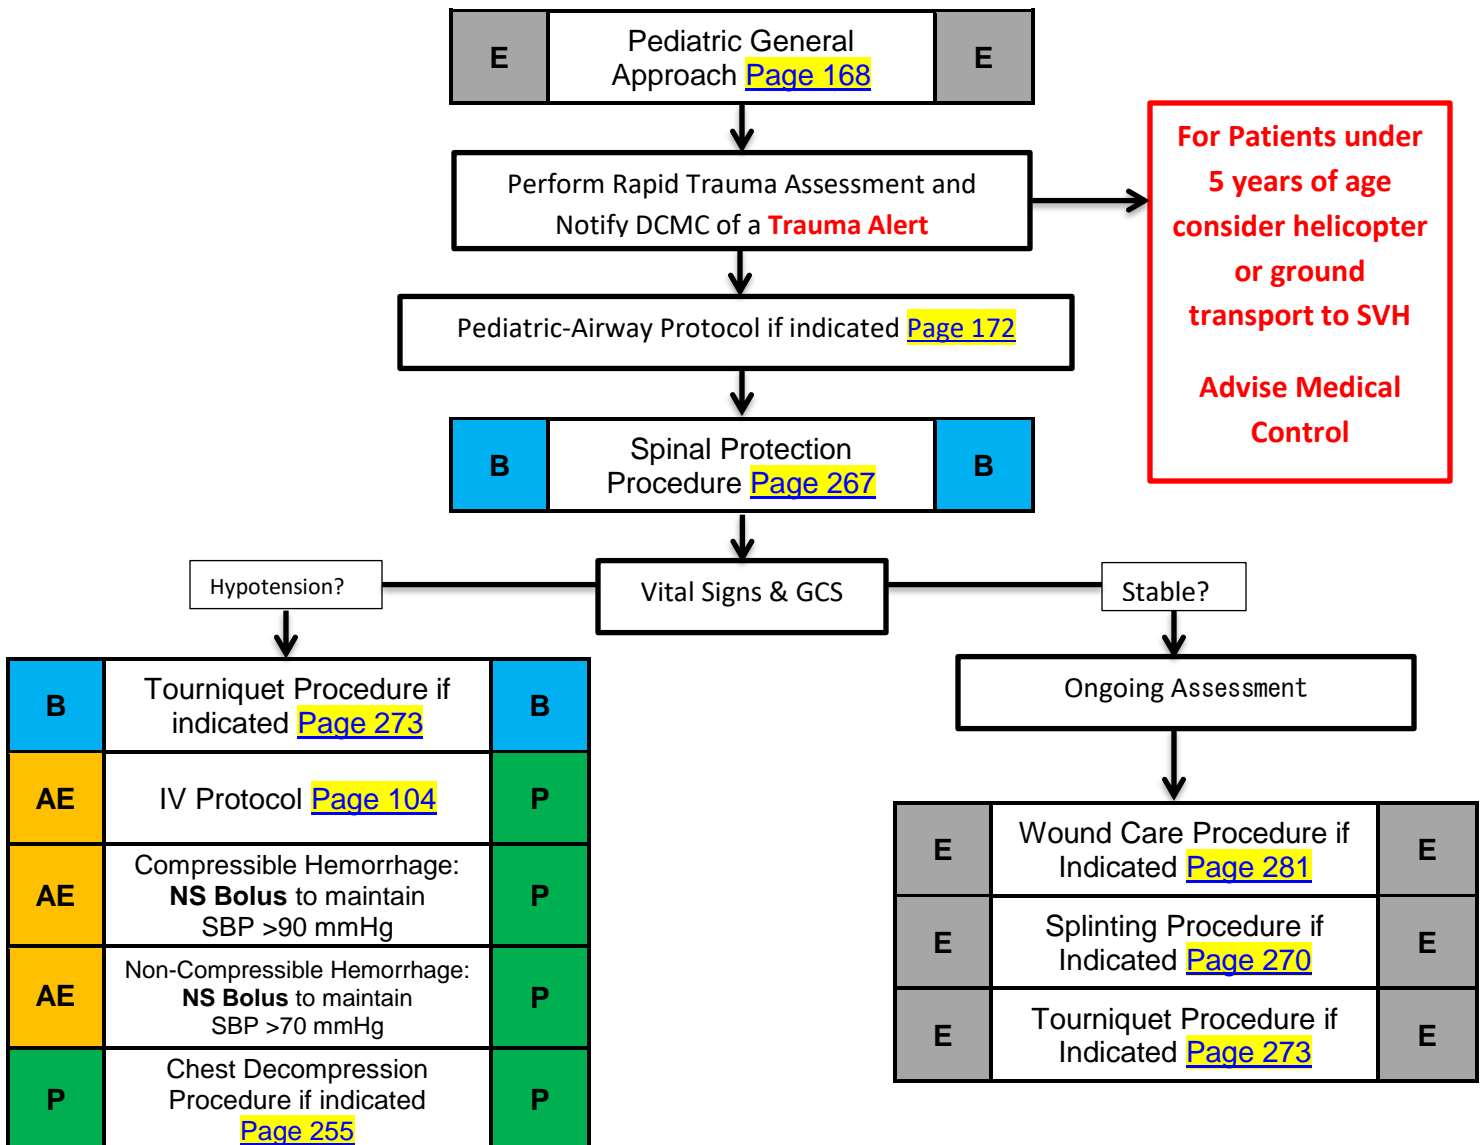 E
Pediatric General
Approach Page 168
E
Perform Rapid Trauma Assessment and
Notify DCMC of a Trauma Alert
For Patients under
5 years of age
consider helicopter
or ground
transport to SVH
Advise Medical
Control
Pediatric-Airway Protocol if indicated Page 172
B
Spinal Protection
Procedure Page 267
B
Vital Signs & GCS
Hypotension?
Stable?
B
Tourniquet Procedure if
indicated Page 273
B
AE
IV Protocol Page 104
P
AE
Compressible Hemorrhage:
NS Bolus to maintain
SBP >90 mmHg
P
AE
Non-Compressible Hemorrhage:
NS Bolus to maintain
SBP >70 mmHg
P
P
Chest Decompression
Procedure if indicated
Page 255
P
Ongoing Assessment
E
Wound Care Procedure if
Indicated Page 281
E
E
Splinting Procedure if
Indicated Page 270
E
E
Tourniquet Procedure if
Indicated Page 273
E